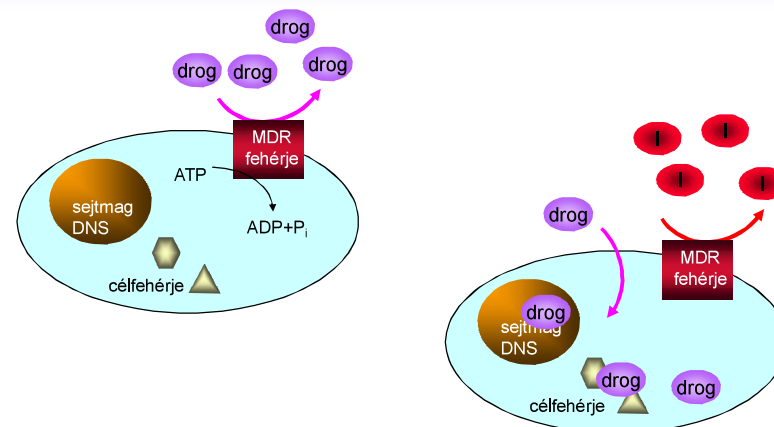 drog
drog
drog
drog
MDR
fehérje
ATP
ADP+Pi
sejtmag
DNS
célfehérje
I
I
I
I
drog
MDR
fehérje
drog
sejtmag
DNS
drog
drog
célfehérje